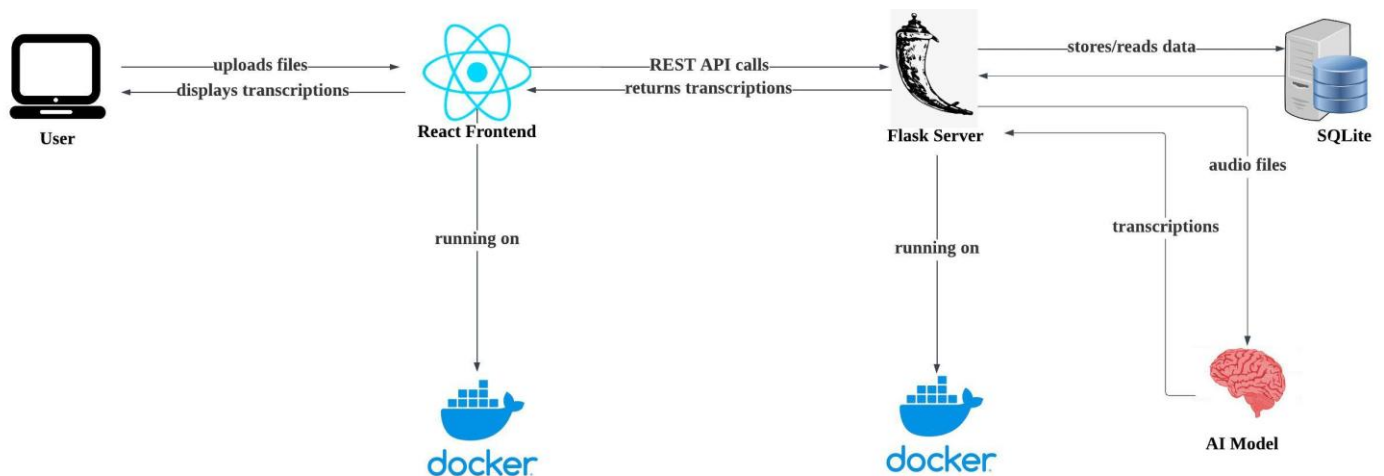 uploads files
displays transcriptions
User
React Frontend
REST API calls
returns transcriptions
Flask Server
stores/reads data
SQLite
audio files
transcriptions
running on
running on
AI Model
docker
docker